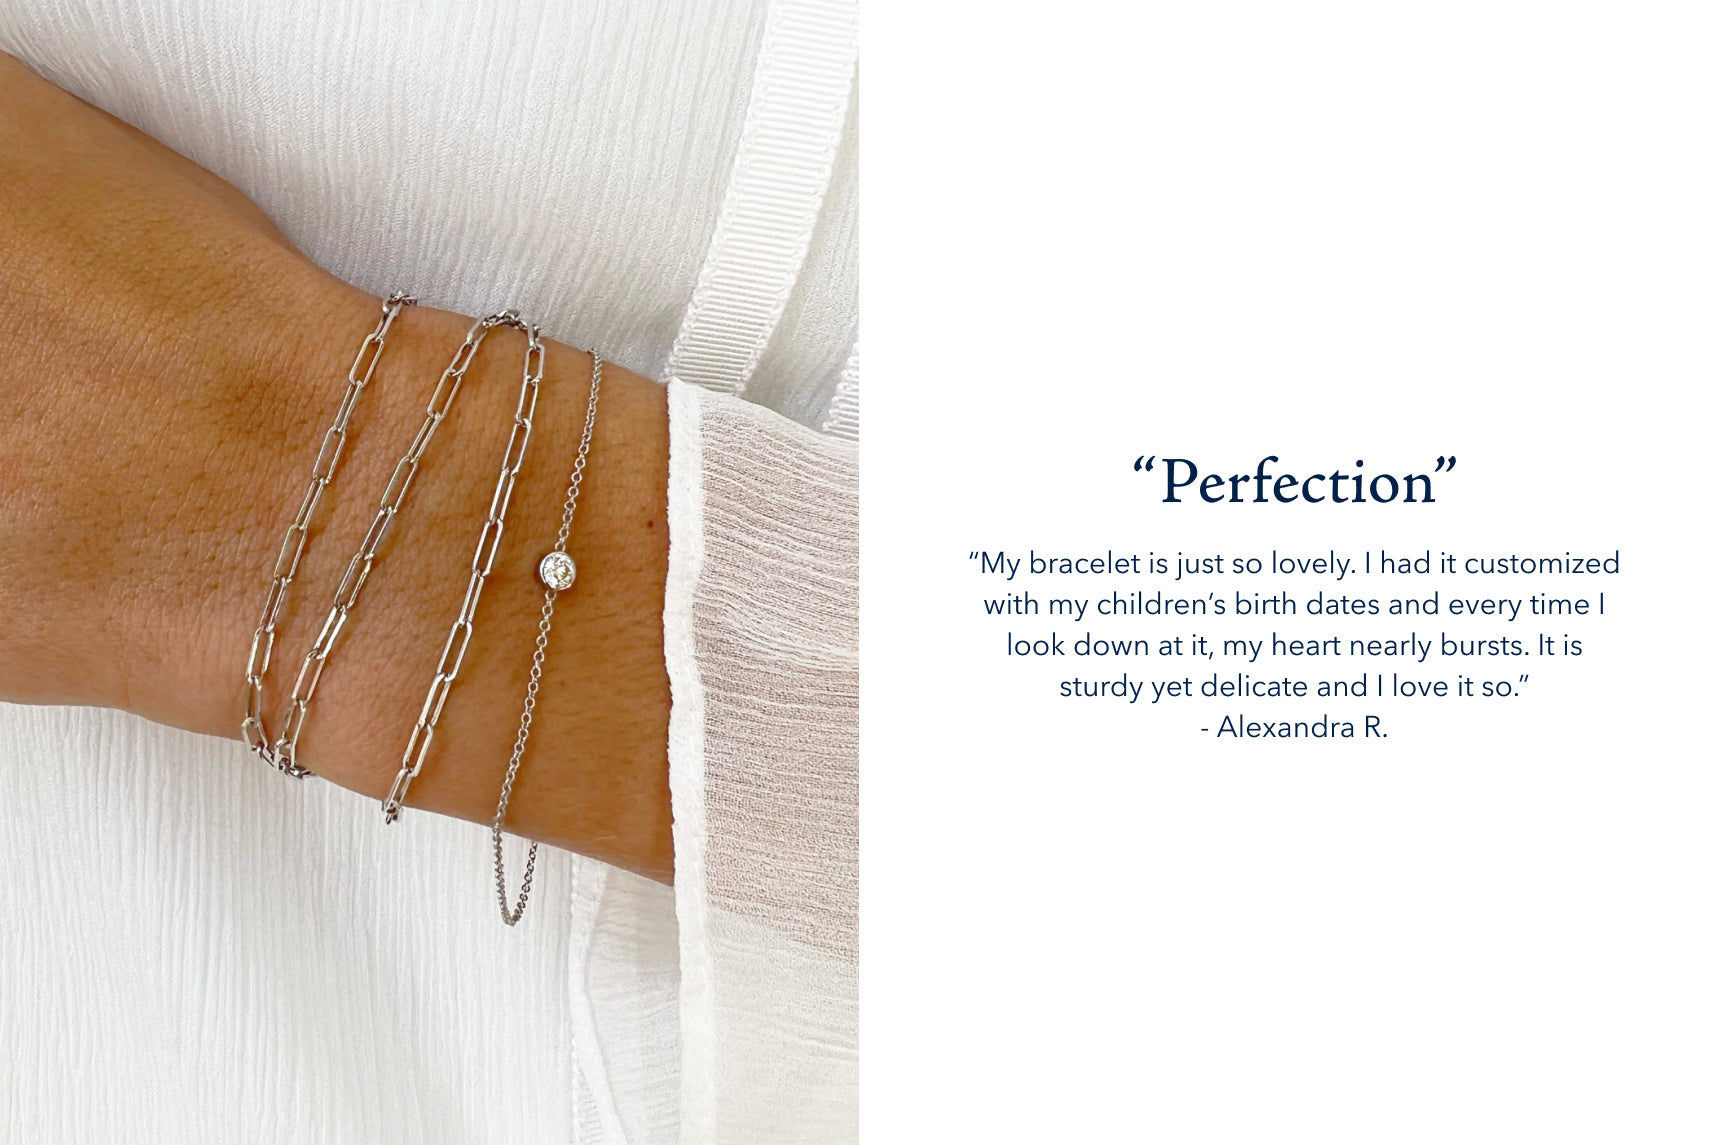 “Perfection”
“My bracelet is just so lovely. I had it customized
with my children’s birth dates and every time I
look down at it, my heart nearly bursts. It is
sturdy yet delicate and I love it so.”
- Alexandra R.